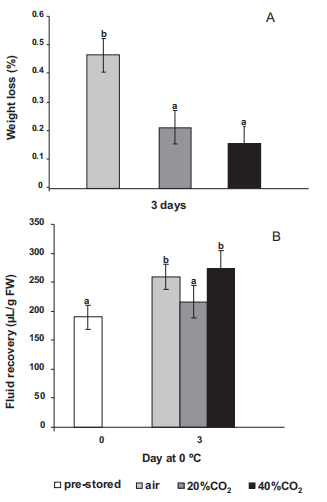 A
Weight loss (%)
0.6
0.5
0.4
0.3
0.2
0.1
0
b
a
a
3 days
B
Fluid recovery (µL/g FW)
350
300
250
200
150
100
50
0
a
b
a
b
0
3
Day at 0 ºC
pre-stored air 20%CO₂ 40%CO₂